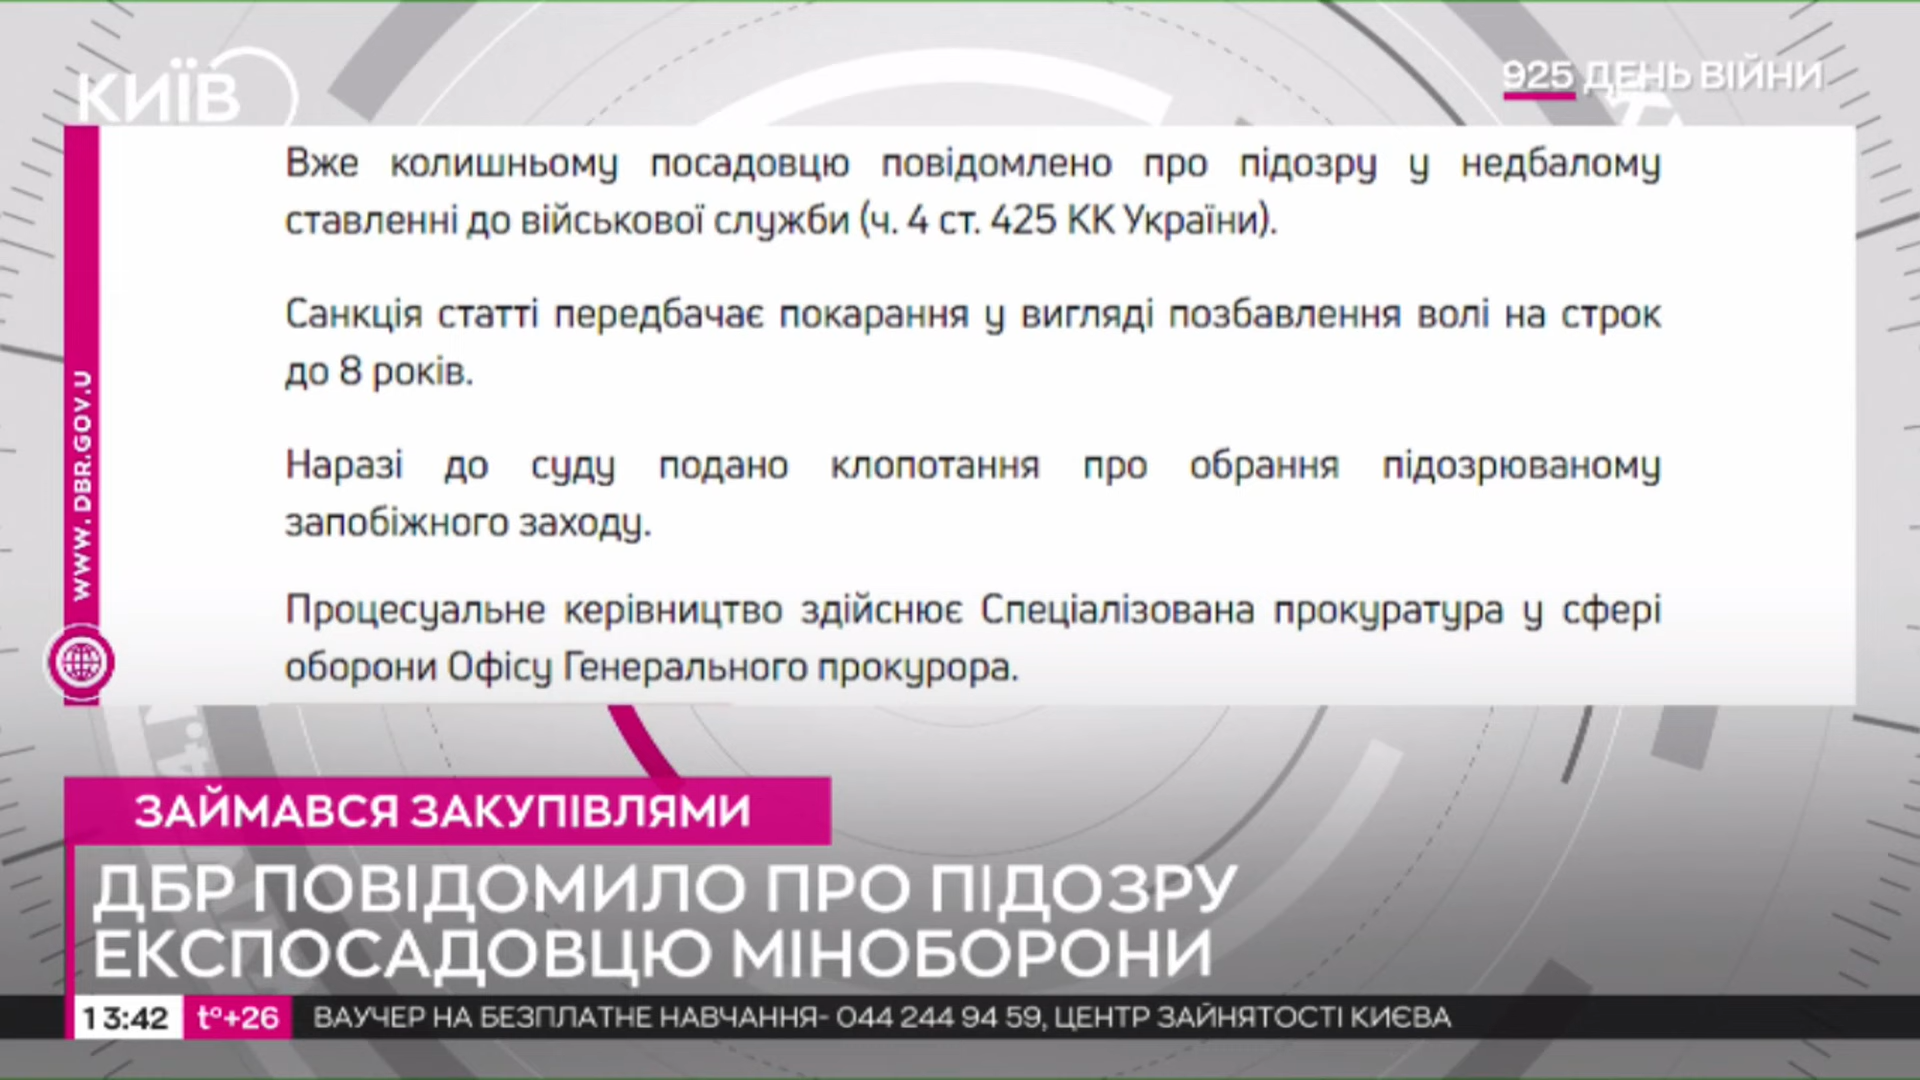 КИЇВ
925 ДЕНЬ ВІЙНИ
Вже колишньому посадовцю повідомлено про підозру у недбалому
ставленні до військової служби (ч. 4 ст. 425 КК України).
Санкція статті передбачає покарання у вигляді позбавлення волі на строк
до 8 років.
Наразі до суду подано клопотання про обрання підозрюваному
запобіжного заходу.
Процесуальне керівництво здійснює Спеціалізована прокуратура у сфері
оборони Офісу Генерального прокурора.
WWW.DBR.GOV.U
ЗАЙМАВСЯ ЗАКУПІВЛЯМИ
ДБР ПОВІДОМИЛО ПРО ПІДОЗРУ
ЕКСПОСАДОВЦЮ МІНОБОРОНИ
13:42 t°+26 ВАУЧЕР НА БЕЗПЛАТНЕ НАВЧАННЯ- 044 244 94 59, ЦЕНТР ЗАЙНЯТОСТІ КИЄВА